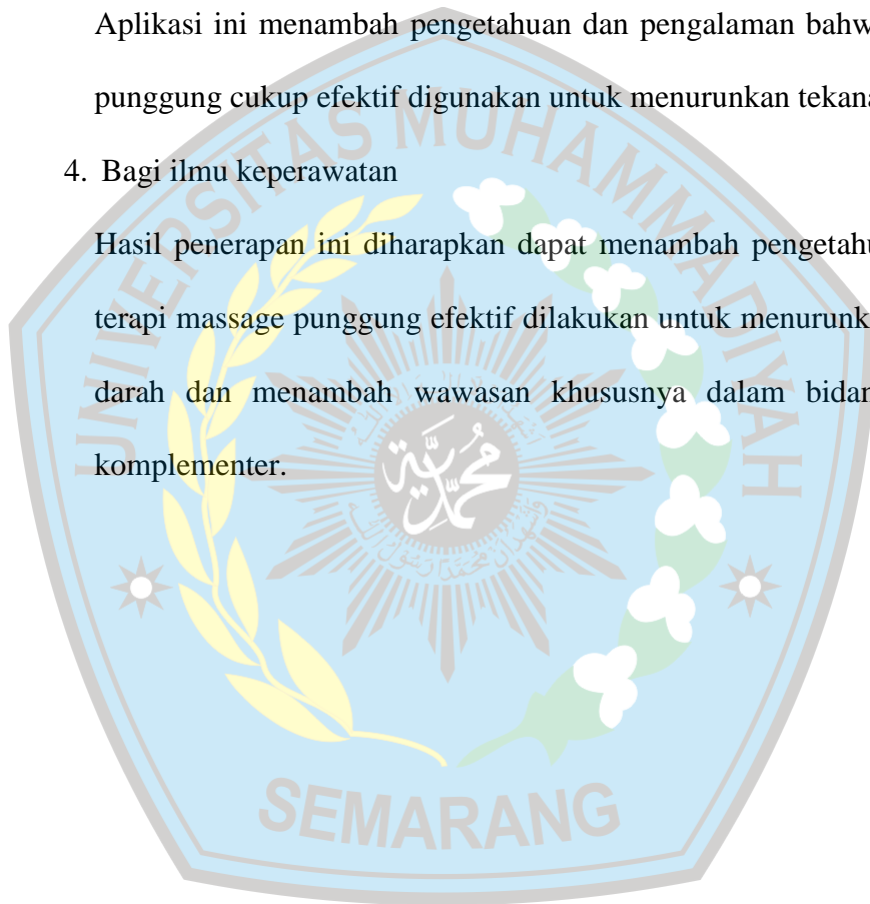 Aplikasi ini menambah pengetahuan dan pengalaman bahw
punggung cukup efektif digunakan untuk menurunkan tekana
4. Bagi ilmu keperawatan
Hasil penerapan ini diharapkan dapat menambah pengetahu
terapi massage punggung efektif dilakukan untuk menurunk
darah dan menambah wawasan khususnya dalam bidan
komplementer.
UNIVERSITAS MUHAMMADIYAH
محمدية
SEMARANG